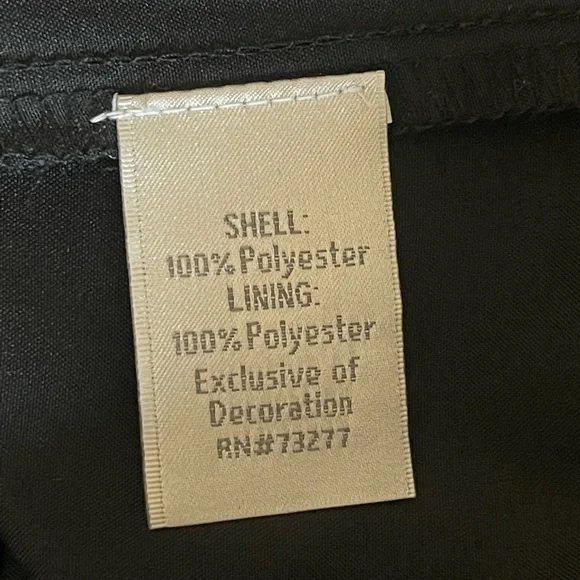 SHELL:
100% Polyester
LINING:
100% Polyester
Exclusive of
Decoration
RN#73277